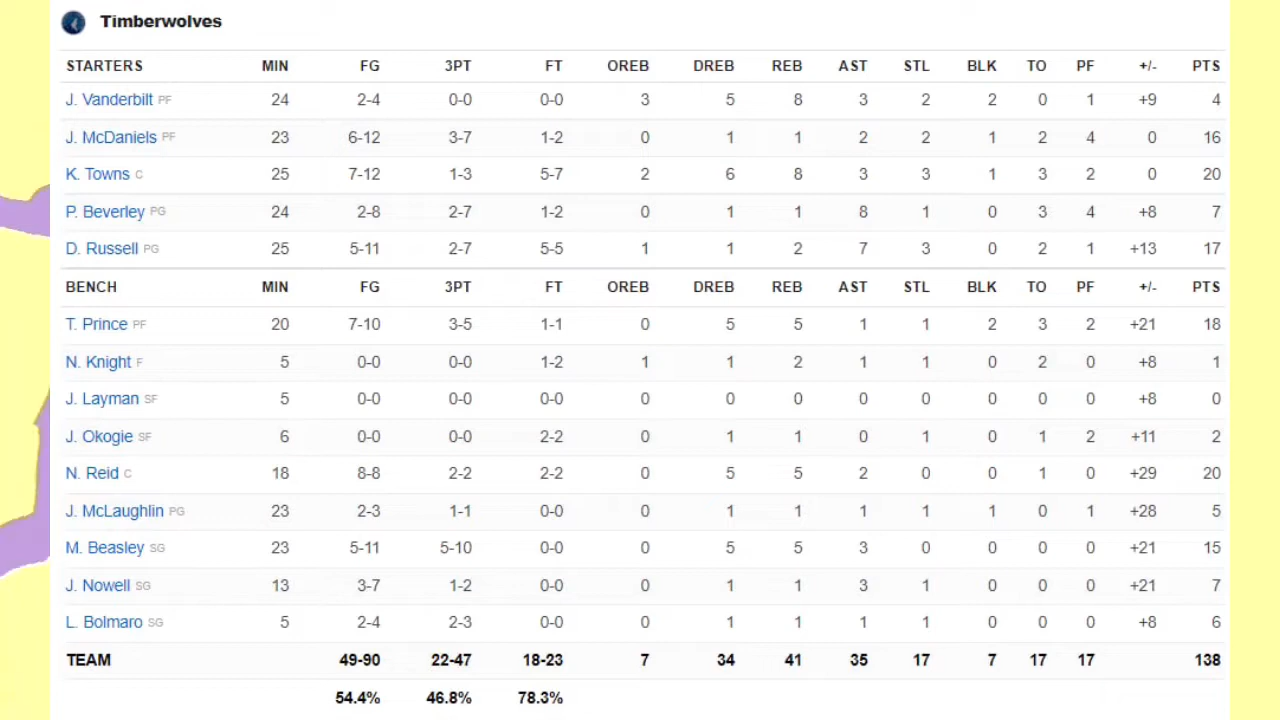 Timberwolves
STARTERS MIN FG 3PT FT OREB DREB REB AST STL BLK TO PF +/- PTS
J. Vanderbilt PF 24 2-4 0-0 0-0 3 5 8 3 2 2 0 1 +9 4
J. McDaniels PF 23 6-12 3-7 1-2 0 1 1 2 2 1 2 4 0 16
K. Towns C 25 7-12 1-3 5-7 2 6 8 3 3 1 3 2 0 20
P. Beverley PG 24 2-8 2-7 1-2 0 1 1 8 1 0 3 4 +8 7
D. Russell PG 25 5-11 2-7 5-5 1 1 2 7 3 0 2 1 +13 17
BENCH MIN FG 3PT FT OREB DREB REB AST STL BLK TO PF +/- PTS
T. Prince PF 20 7-10 3-5 1-1 0 5 5 1 1 2 3 2 +21 18
N. Knight F 5 0-0 0-0 1-2 1 1 2 1 1 0 2 0 +8 1
J. Layman SF 5 0-0 0-0 0-0 0 0 0 0 0 0 0 0 +8 0
J. Okogie SF 6 0-0 0-0 2-2 0 1 1 0 1 0 1 2 +11 2
N. Reid C 18 8-8 2-2 2-2 0 5 5 2 0 0 1 0 +29 20
J. McLaughlin PG 23 2-3 1-1 0-0 0 1 1 1 1 1 0 1 +28 5
M. Beasley SG 23 5-11 5-10 0-0 0 5 5 3 0 0 0 0 +21 15
J. Nowell SG 13 3-7 1-2 0-0 0 1 1 3 1 0 0 0 +21 7
L. Bolmaro SG 5 2-4 2-3 0-0 0 1 1 1 1 0 0 0 +8 6
TEAM 49-90 22-47 18-23 7 34 41 35 17 7 17 17 138
54.4% 46.8% 78.3%